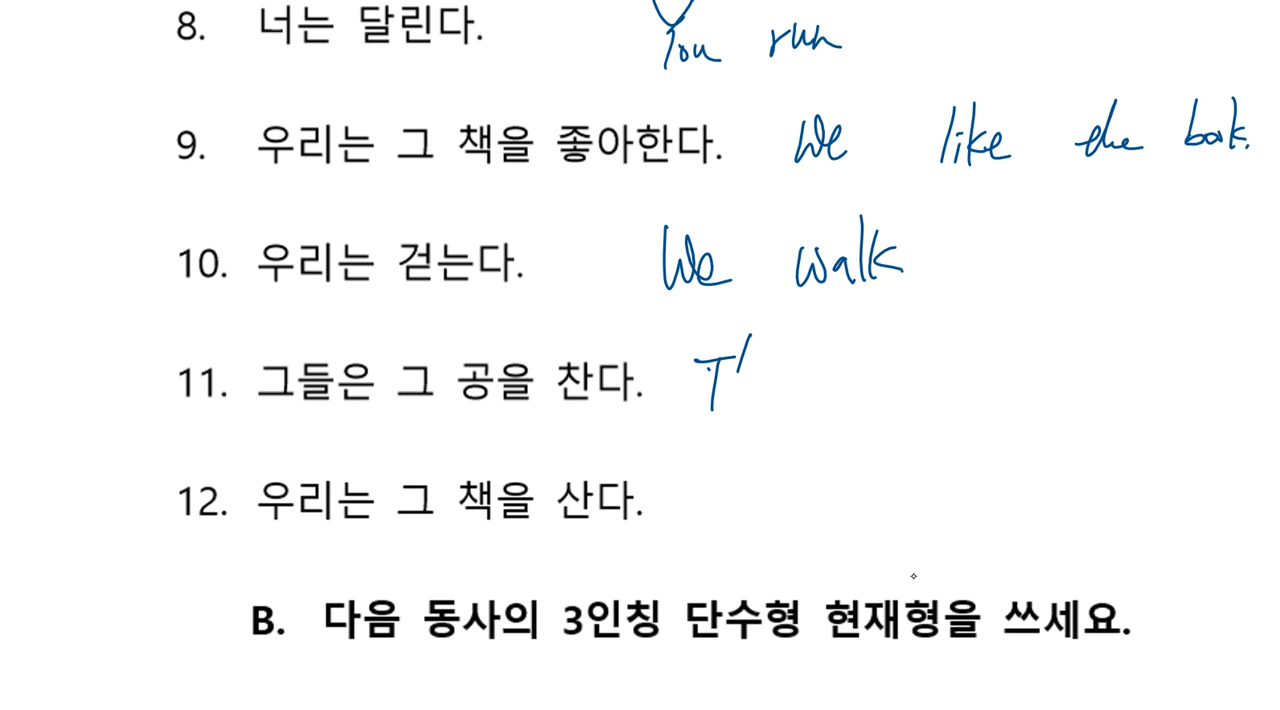 8. 너는 달린다. You run
9. 우리는 그 책을 좋아한다. We like the book.
10. 우리는 걷는다. We walk
11. 그들은 그 공을 찬다. T
12. 우리는 그 책을 산다.
B. 다음 동사의 3인칭 단수형 현재형을 쓰세요.